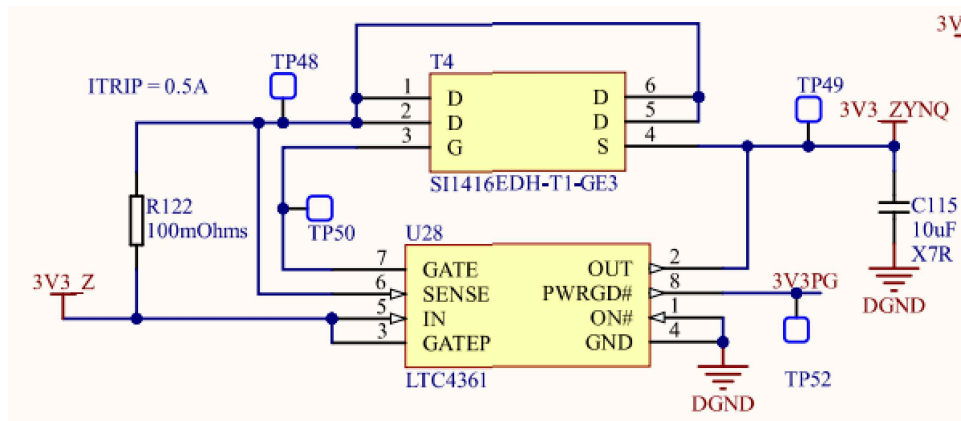 3V
TP48
T4
ITRIP = 0.5A
1
D
D
6
TP49
2
D
D
5
3V3_ZYNQ
3
G
S
4
SI1416EDH-T1-GE3
R122
100mOhms
TP50
U28
C115
10uF
X7R
7
GATE
OUT
2
3V3_Z
6
SENSE
PWRGD#
8
3V3PG
DGND
5
IN
ON#
1
3
GATEP
GND
4
LTC4361
TP52
DGND